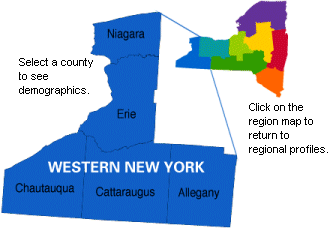 Niagara
Select a county
to see
demographics.
Erie
Click on the
region map to
return to
regional profiles.
WESTERN NEW YORK
Chautauqua
Cattaraugus
Allegany